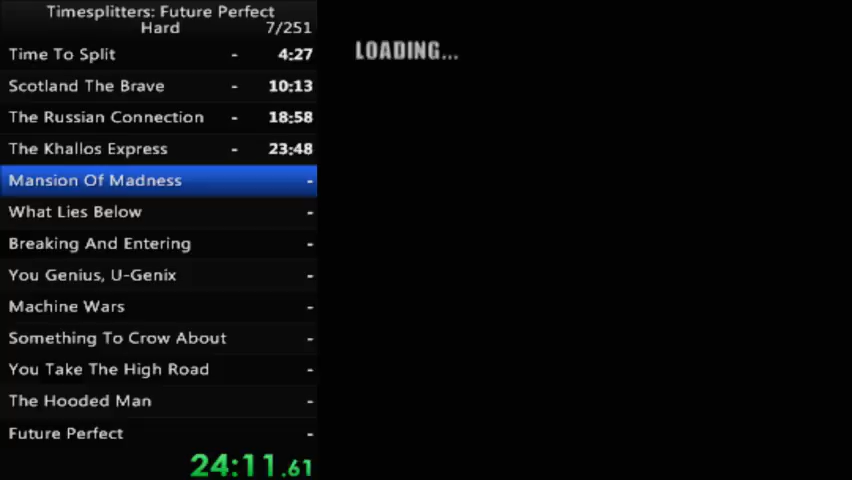 Timesplitters: Future Perfect
Hard 7/251
Time To Split - 4:27
Scotland The Brave - 10:13
The Russian Connection - 18:58
The Khallos Express - 23:48
Mansion Of Madness -
What Lies Below -
Breaking And Entering -
You Genius, U-Genix -
Machine Wars -
Something To Crow About -
You Take The High Road -
The Hooded Man -
Future Perfect -
24:11.61
LOADING...